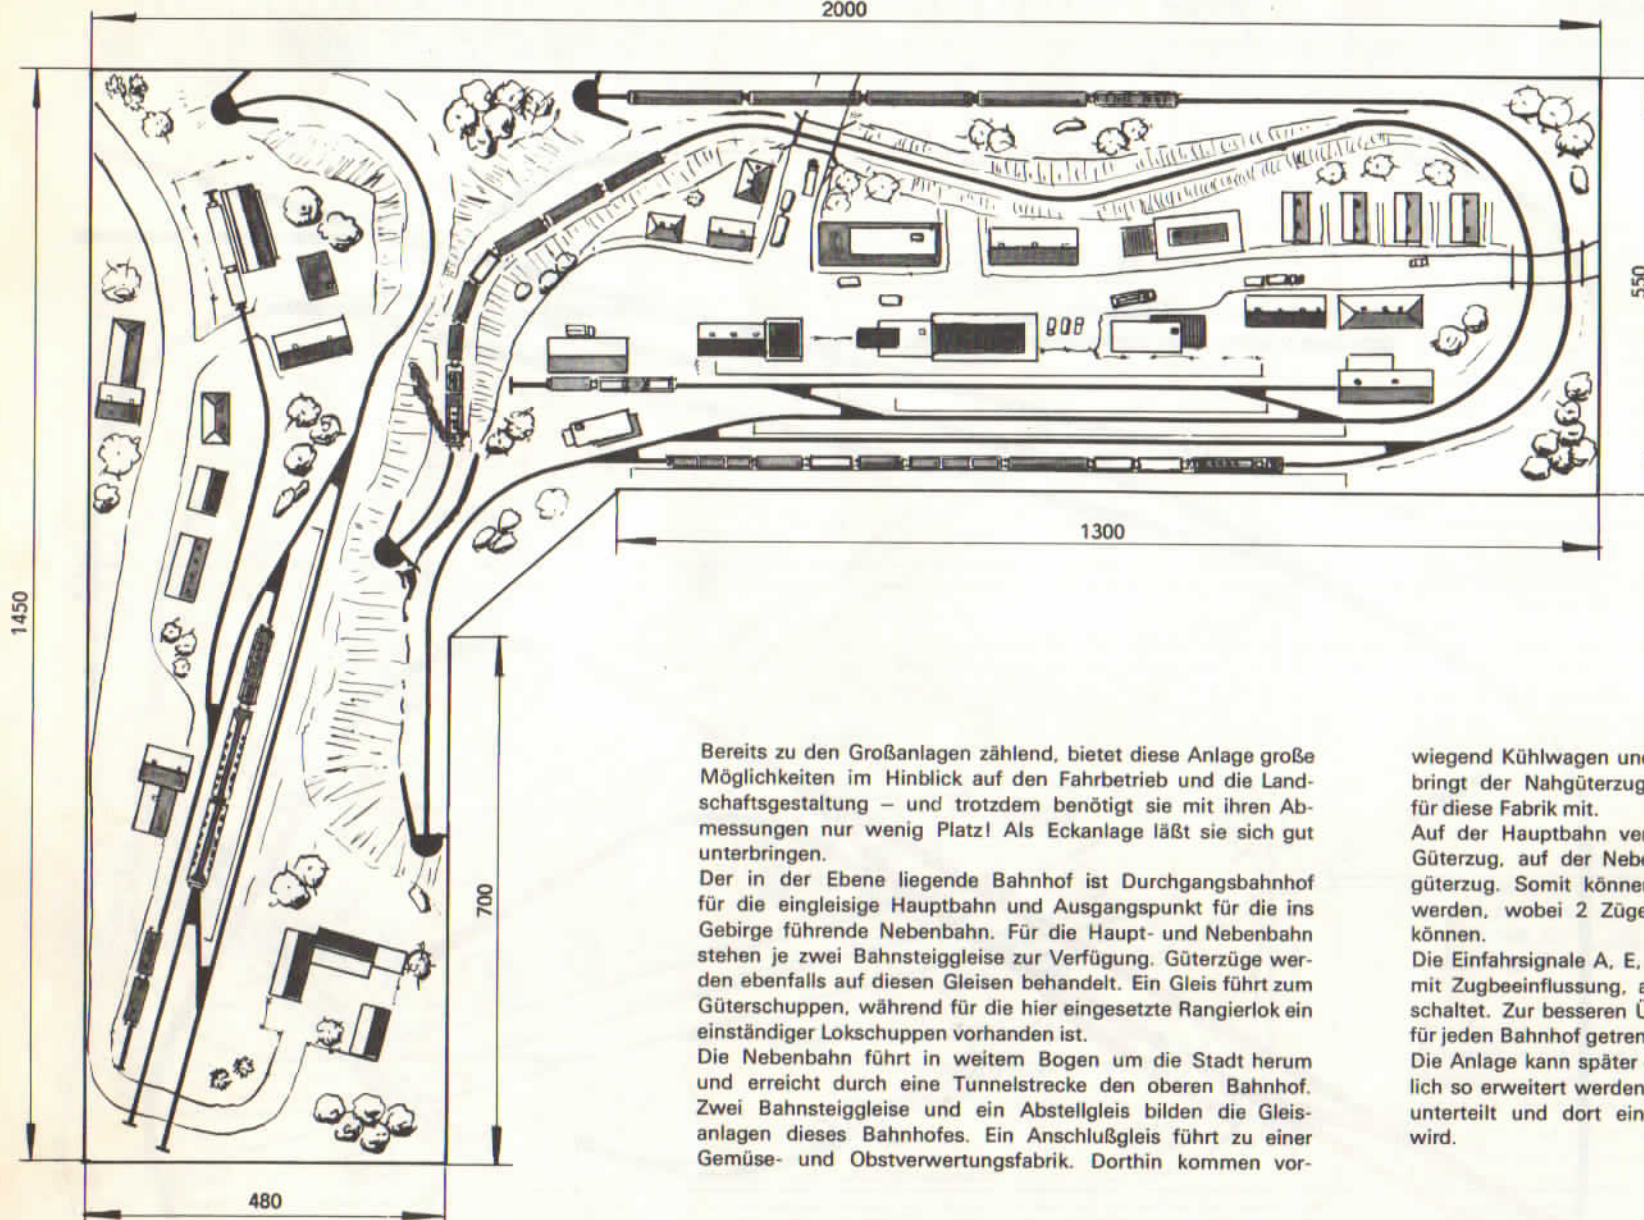 2000
1450
550
1300
700
480
Bereits zu den Großanlagen zählend, bietet diese Anlage große
Möglichkeiten im Hinblick auf den Fahrbetrieb und die Land-
schaftsgestaltung – und trotzdem benötigt sie mit ihren Ab-
messungen nur wenig Platz! Als Eckanlage läßt sie sich gut
unterbringen.
Der in der Ebene liegende Bahnhof ist Durchgangsbahnhof
für die eingleisige Hauptbahn und Ausgangspunkt für die ins
Gebirge führende Nebenbahn. Für die Haupt- und Nebenbahn
stehen je zwei Bahnsteiggleise zur Verfügung. Güterzüge wer-
den ebenfalls auf diesen Gleisen behandelt. Ein Gleis führt zum
Güterschuppen, während für die hier eingesetzte Rangierlok ein
einständiger Lokschuppen vorhanden ist.
Die Nebenbahn führt in weitem Bogen um die Stadt herum
und erreicht durch eine Tunnelstrecke den oberen Bahnhof.
Zwei Bahnsteiggleise und ein Abstellgleis bilden die Gleis-
anlagen dieses Bahnhofes. Ein Anschlußgleis führt zu einer
Gemüse- und Obstverwertungsfabrik. Dorthin kommen vor-
wiegend Kühlwagen und
bringt der Nahgüterzug
für diese Fabrik mit.
Auf der Hauptbahn ver
Güterzug, auf der Nebe
güterzug. Somit können
werden, wobei 2 Züge
können.
Die Einfahrsignale A, E,
mit Zugbeeinflussung, a
schaltet. Zur besseren Ü
für jeden Bahnhof getren
Die Anlage kann später
lich so erweitert werden
unterteilt und dort ein
wird.